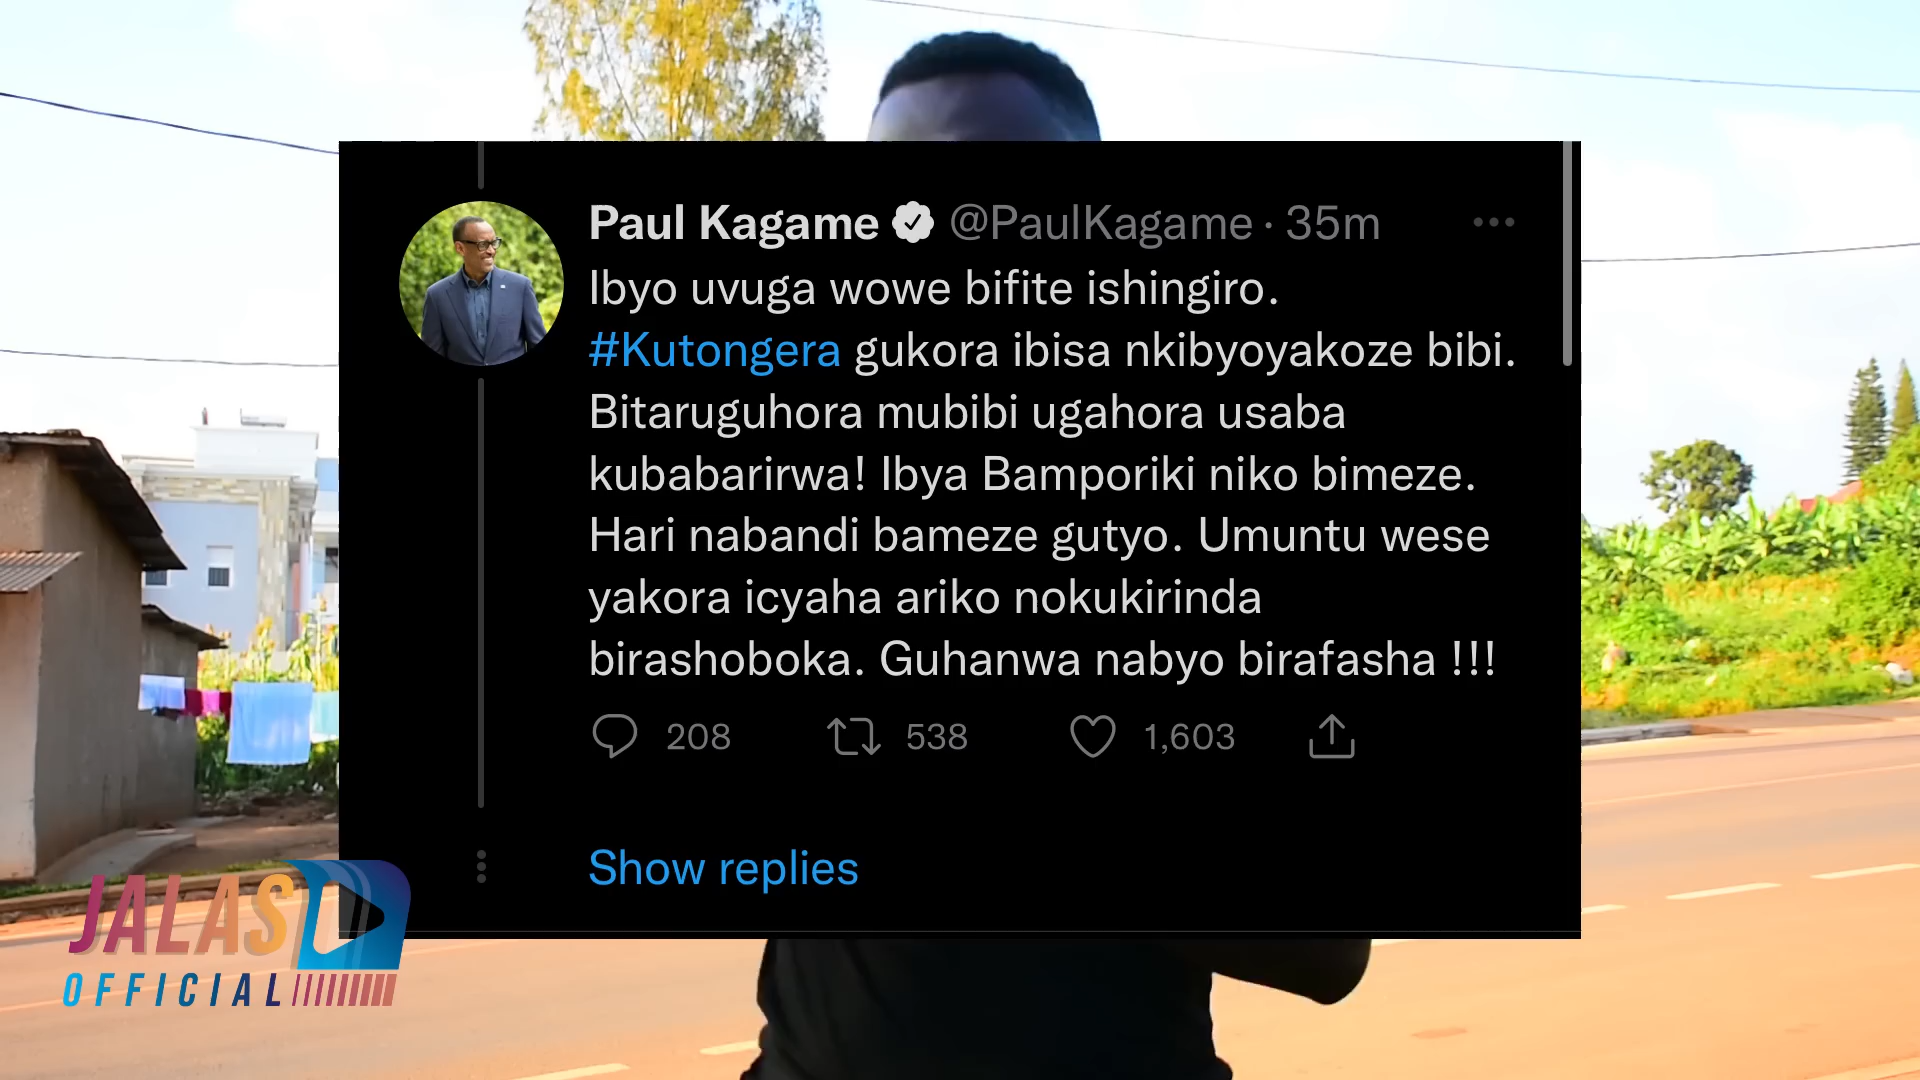 Paul Kagame @PaulKagame · 35m
Ibyo uvuga wowe bifite ishingiro.
#Kutongera gukora ibisa nkibyoyakoze bibi.
Bitaruguhora mubibi ugahora usaba
kubabarirwa! Ibya Bamporiki niko bimeze.
Hari nabandi bameze gutyo. Umuntu wese
yakora icyaha ariko nokukirinda
birashoboka. Guhanwa nabyo birafasha !!!
208 538 1,603
Show replies
JALAS
OFFICIAL